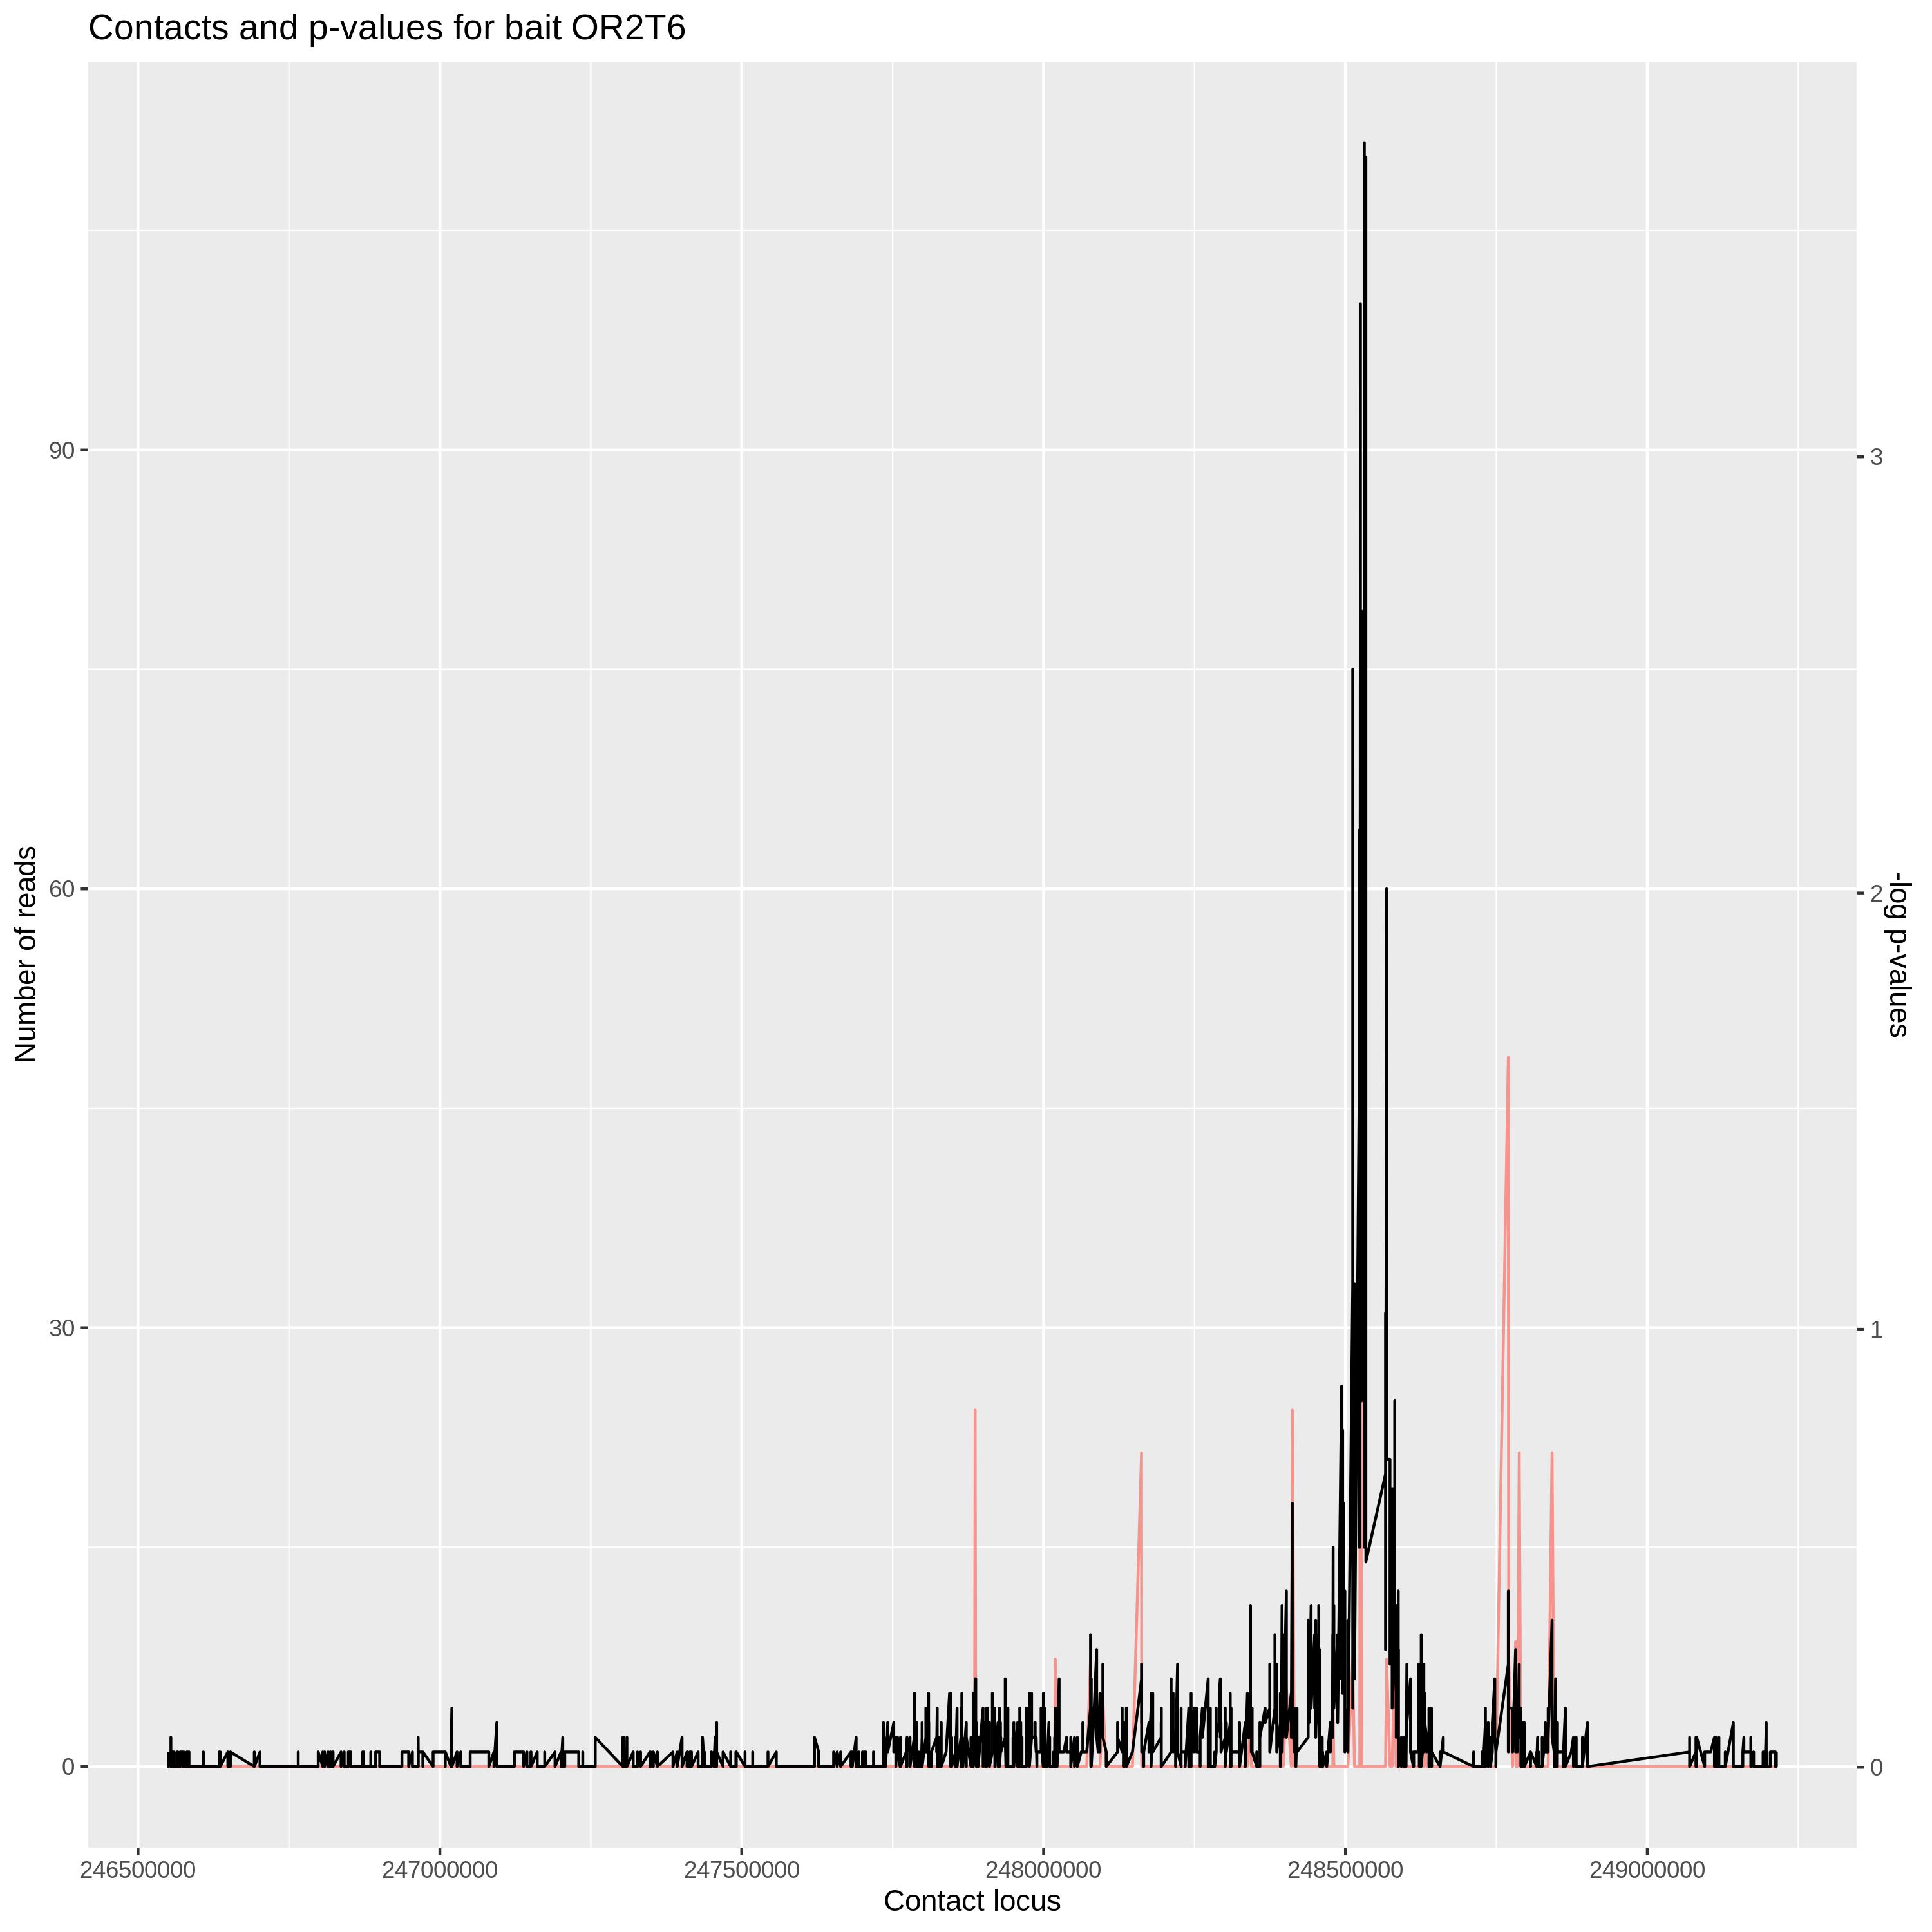 Contacts and p-values for bait OR2T6
90
60
30
0
3
2
1
0
Number of reads
-log p-values
246500000 247000000 247500000 248000000 248500000 249000000
Contact locus